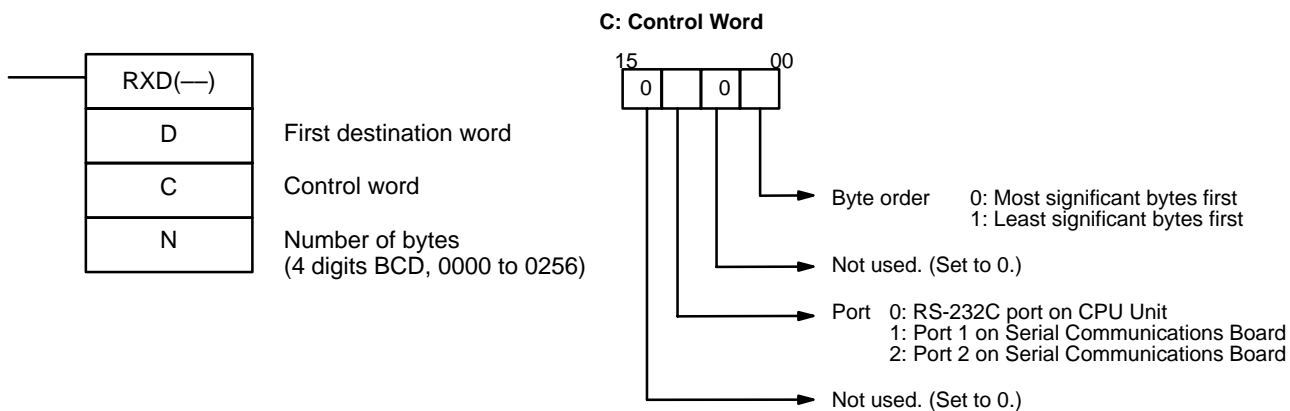 C: Control Word
15 00
0 0
RXD(––)
D First destination word
C Control word
N Number of bytes
(4 digits BCD, 0000 to 0256)
Byte order 0: Most significant bytes first
1: Least significant bytes first
Not used. (Set to 0.)
Port 0: RS-232C port on CPU Unit
1: Port 1 on Serial Communications Board
2: Port 2 on Serial Communications Board
Not used. (Set to 0.)